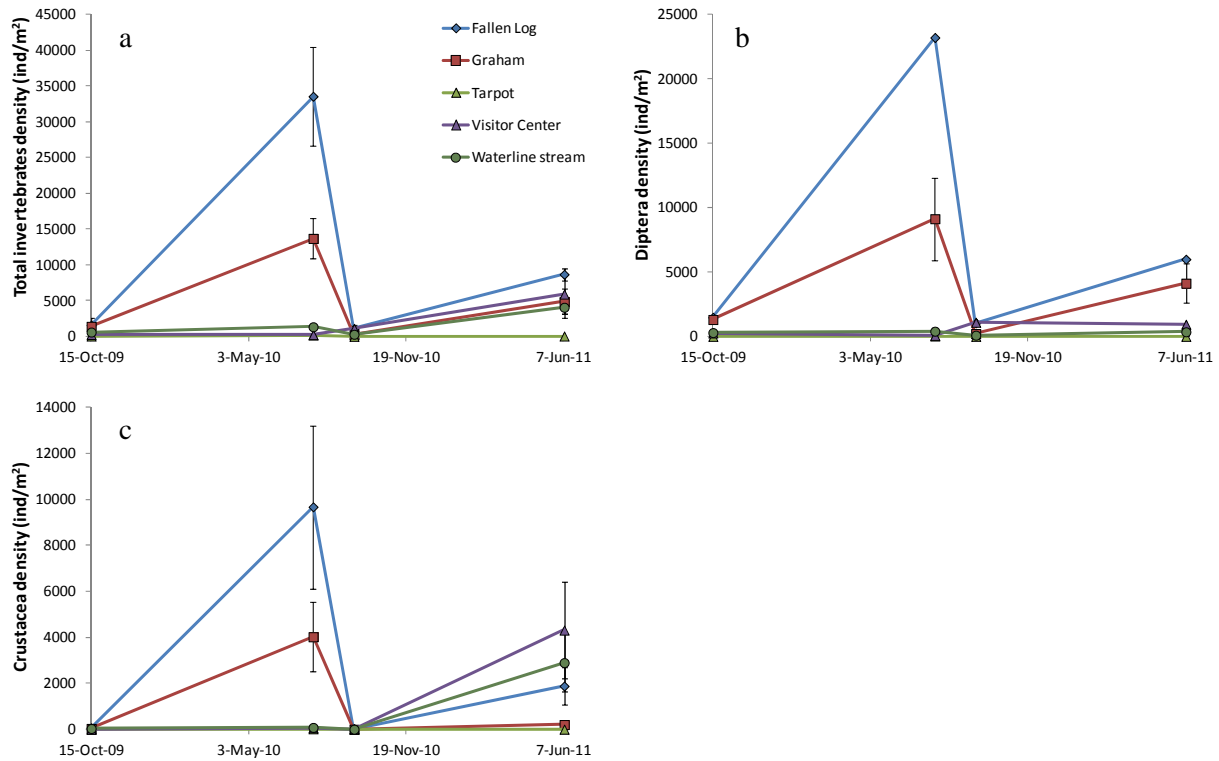 a
Total invertebrates density (ind/m²)
45000
40000
35000
30000
25000
20000
15000
10000
5000
0
15-Oct-09 3-May-10 19-Nov-10 7-Jun-11
Fallen Log
Graham
Tarpot
Visitor Center
Waterline stream
b
Diptera density (ind/m²)
25000
20000
15000
10000
5000
0
15-Oct-09 3-May-10 19-Nov-10 7-Jun-11
c
Crustacea density (ind/m²)
14000
12000
10000
8000
6000
4000
2000
0
15-Oct-09 3-May-10 19-Nov-10 7-Jun-11